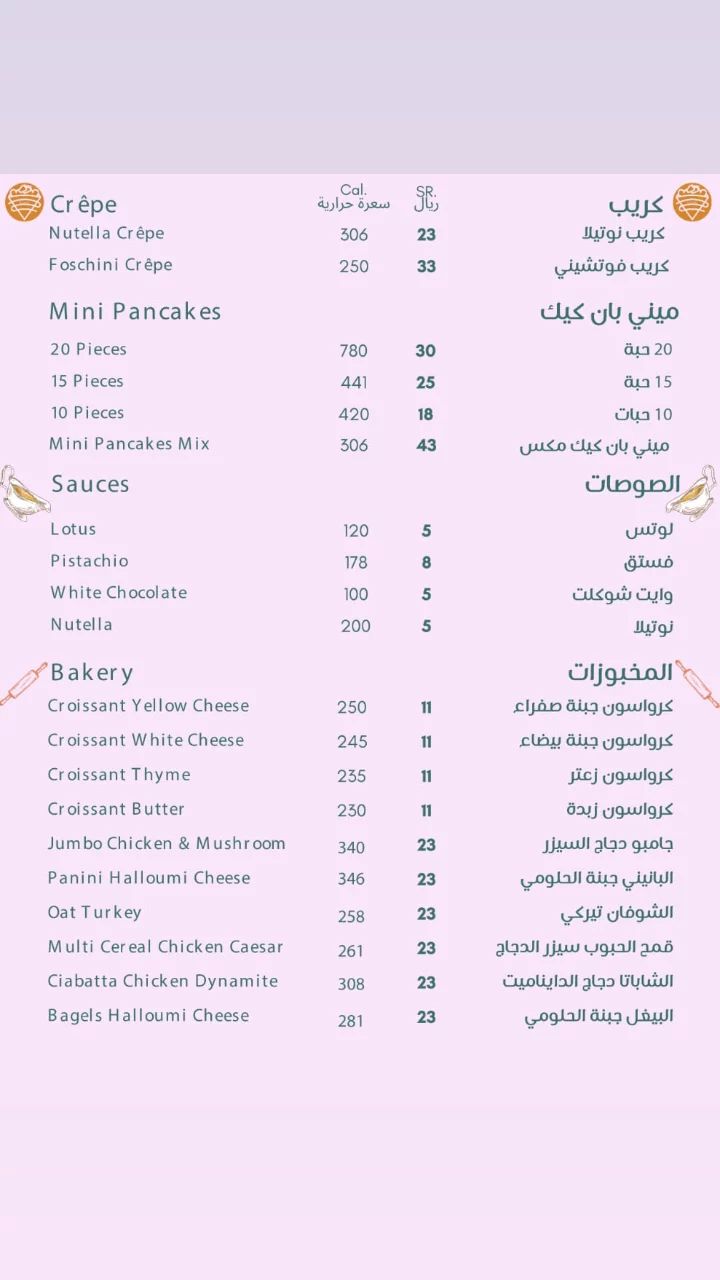 Cal. SR.
Crêpe سعرة حرارية ريال كريب
Nutella Crêpe 306 23 كريب نوتيلا
Foschini Crêpe 250 33 كريب فوتشيني
Mini Pancakes ميني بان كيك
20 Pieces 780 30 20 حبة
15 Pieces 441 25 15 حبة
10 Pieces 420 18 10 حبات
Mini Pancakes Mix 306 43 ميني بان كيك مكس
Sauces الصوصات
Lotus 120 5 لوتس
Pistachio 178 8 فستق
White Chocolate 100 5 وايت شوكلت
Nutella 200 5 نوتيلا
Bakery المخبوزات
Croissant Yellow Cheese 250 11 كرواسون جبنة صفراء
Croissant White Cheese 245 11 كرواسون جبنة بيضاء
Croissant Thyme 235 11 كرواسون زعتر
Croissant Butter 230 11 كرواسون زبدة
Jumbo Chicken & Mushroom 340 23 جامبو دجاج السيزر
Panini Halloumi Cheese 346 23 البانيني جبنة الحلومي
Oat Turkey 258 23 الشوفان تيركي
Multi Cereal Chicken Caesar 261 23 قمح الحبوب سيزر الدجاج
Ciabatta Chicken Dynamite 308 23 الشاباتا دجاج الدايناميت
Bagels Halloumi Cheese 281 23 البيغل جبنة الحلومي